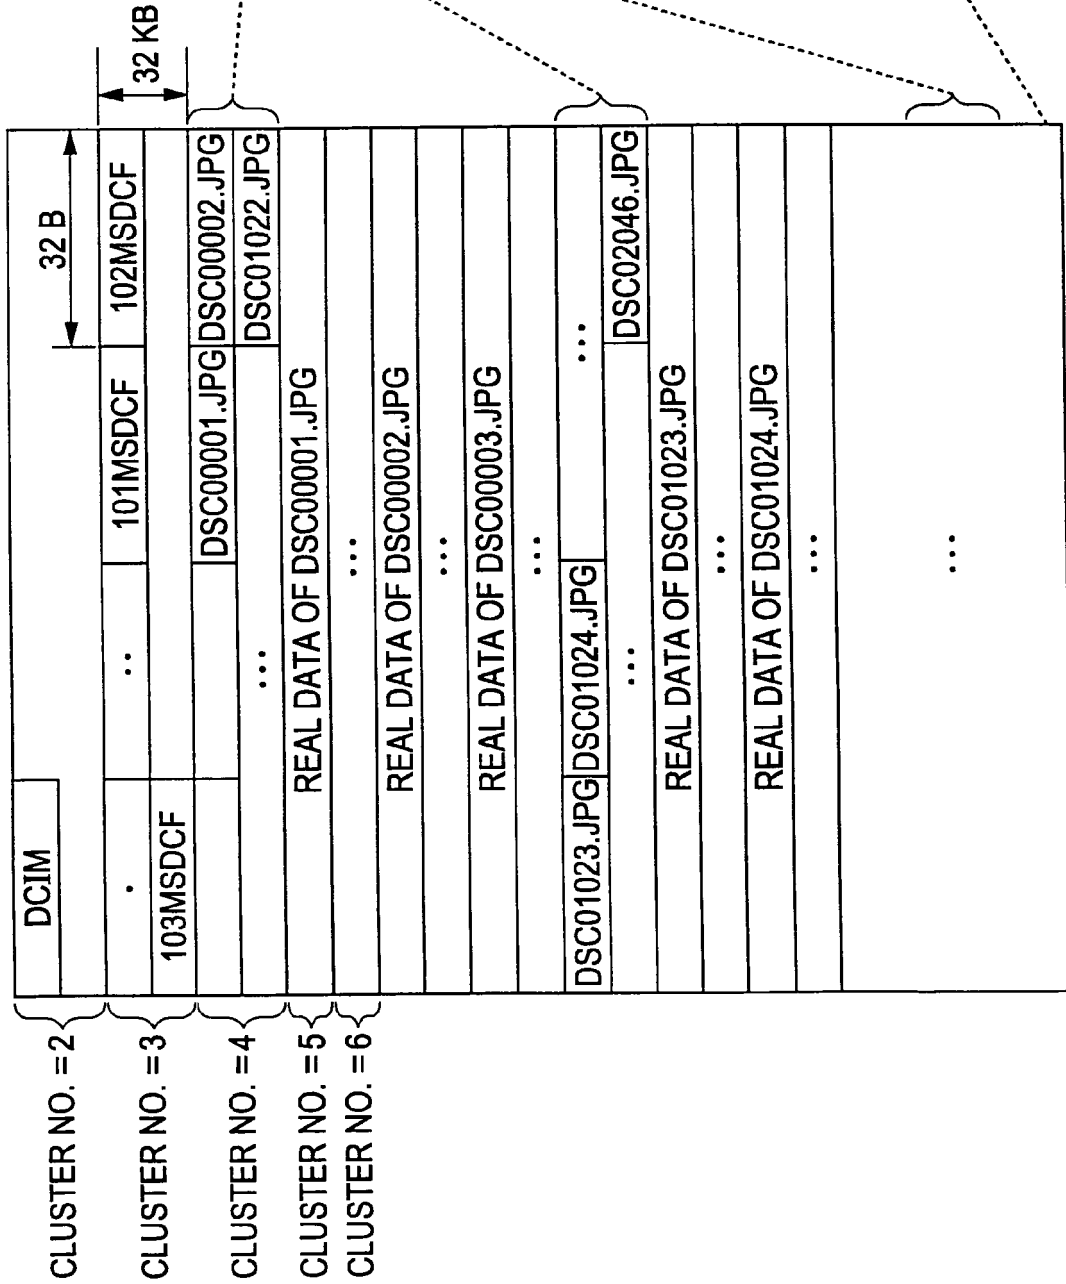 32 B
32 KB
CLUSTER NO. = 2
DCIM
CLUSTER NO. = 3
. .. 101MSDCF 102MSDCF
103MSDCF
CLUSTER NO. = 4
DSC00001.JPG DSC00002.JPG
... DSC01022.JPG
CLUSTER NO. = 5
REAL DATA OF DSC00001.JPG
CLUSTER NO. = 6
...
REAL DATA OF DSC00002.JPG
...
REAL DATA OF DSC00003.JPG
...
DSC01023.JPG DSC01024.JPG ...
... DSC02046.JPG
REAL DATA OF DSC01023.JPG
...
REAL DATA OF DSC01024.JPG
...
...